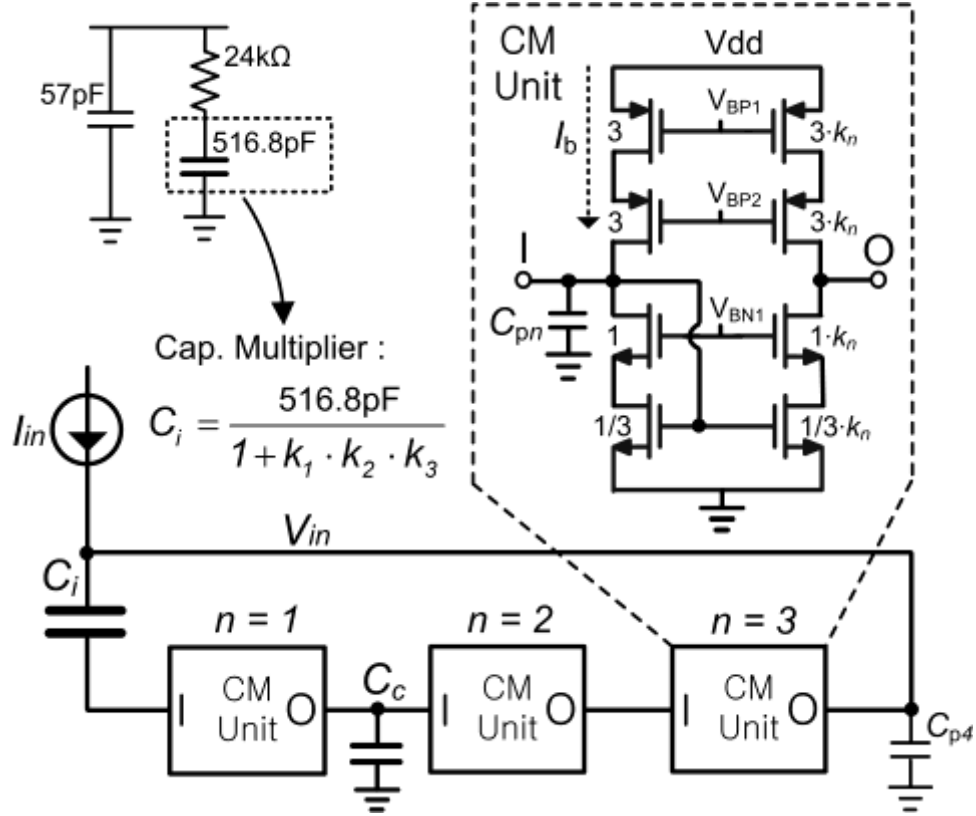 24kΩ
57pF
516.8pF
Cap. Multiplier :
C_i = 516.8pF / 1+k_1 · k_2 · k_3
CM
Unit
Vdd
I_b
V_BP1
3
3·k_n
V_BP2
3
3·k_n
I
O
C_pn
V_BN1
1
1·k_n
1/3
1/3·k_n
I_in
V_in
C_i
n = 1
n = 2
n = 3
I
CM
Unit
O
C_c
I
CM
Unit
O
I
CM
Unit
O
C_p4